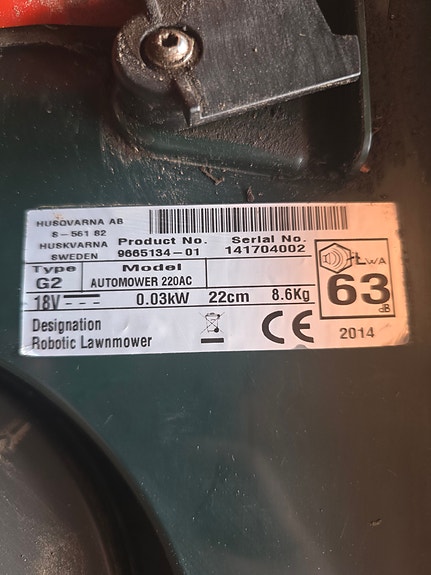 HUSQVARNA AB
S-561 82
HUSKVARNA
SWEDEN
Product No.
9665134-01
Serial No.
141704002
Type
G2
Model
AUTOMOWER 220AC
18V 0.03kW 22cm 8.6Kg
LWA
63
dB
Designation
Robotic Lawnmower
CE
2014